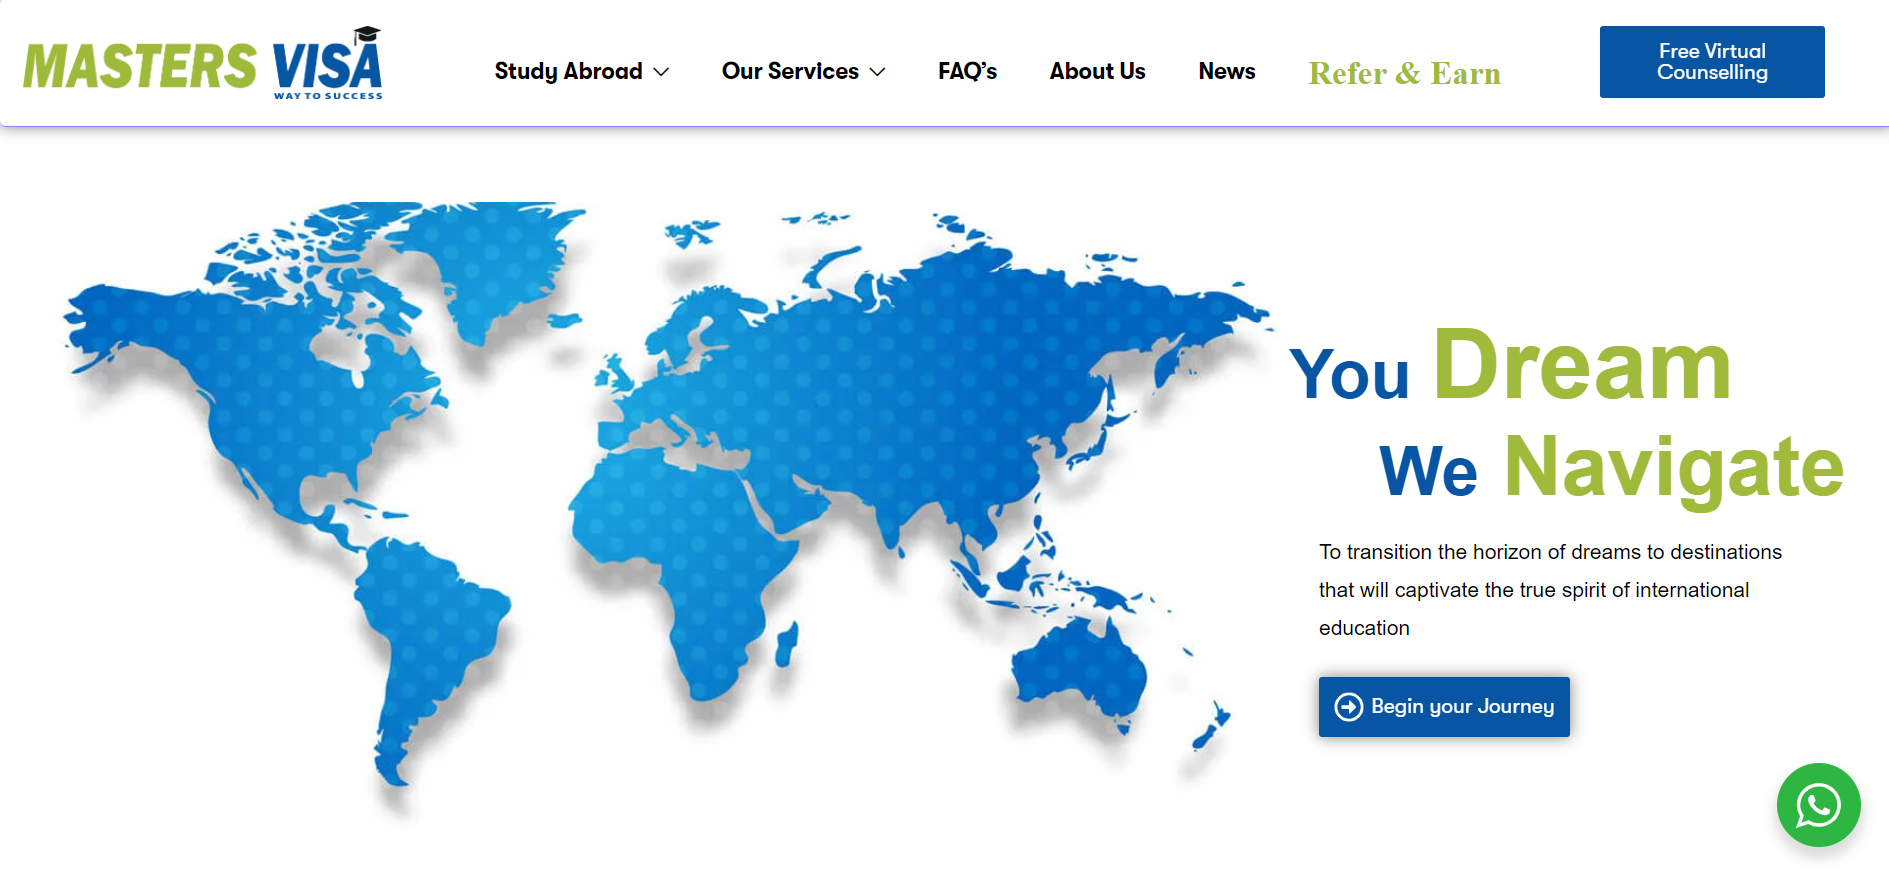 MASTERS VISA
WAY TO SUCCESS
Study Abroad
Our Services
FAQ’s
About Us
News
Refer & Earn
Free Virtual
Counselling
You Dream
We Navigate
To transition the horizon of dreams to destinations
that will captivate the true spirit of international
education
Begin your Journey